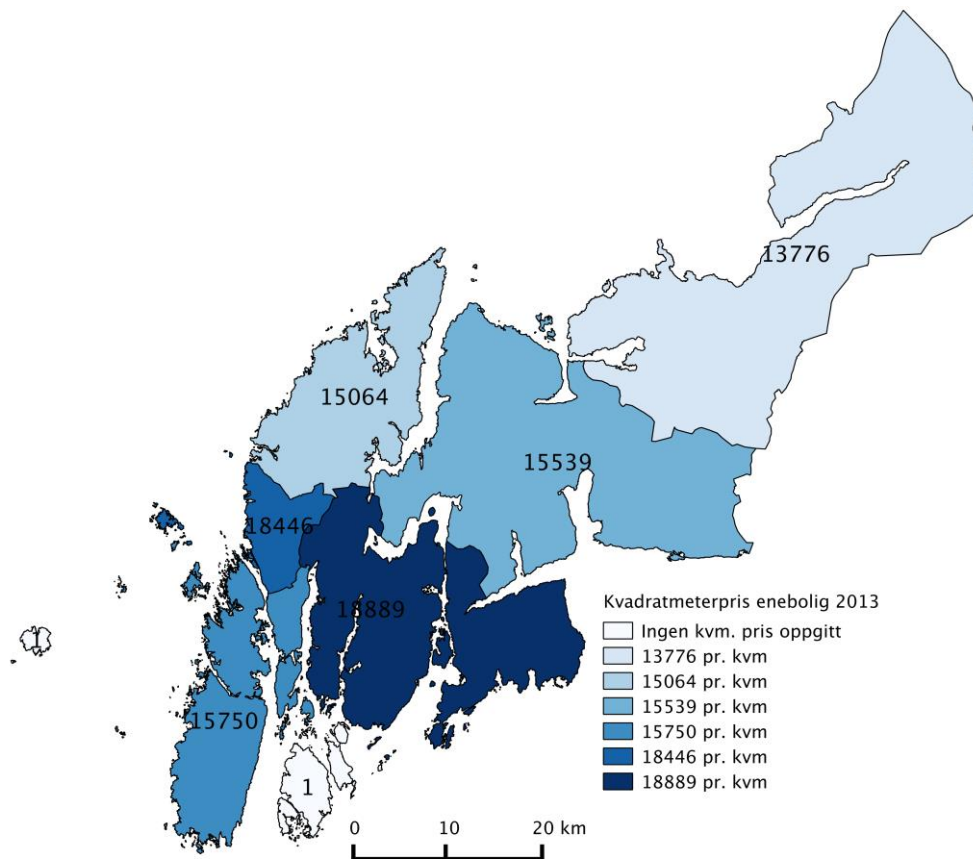 13776
15064
15539
18446
18889
15750
1
1
Kvadratmeterpris enebolig 2013
Ingen kvm. pris oppgitt
13776 pr. kvm
15064 pr. kvm
15539 pr. kvm
15750 pr. kvm
18446 pr. kvm
18889 pr. kvm
0 10 20 km